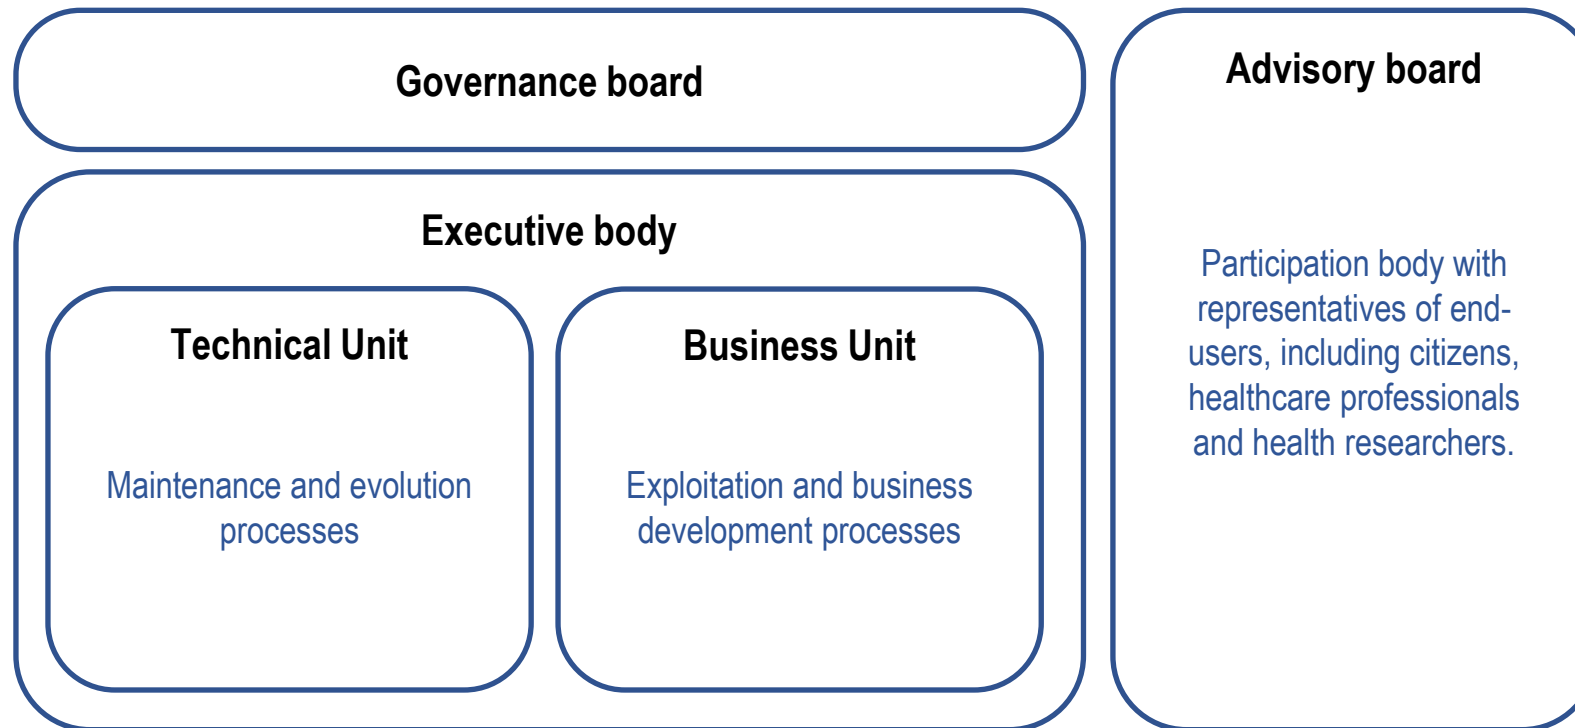 Governance board
Executive body
Technical Unit
Maintenance and evolution
processes
Business Unit
Exploitation and business
development processes
Advisory board
Participation body with
representatives of end-
users, including citizens,
healthcare professionals
and health researchers.